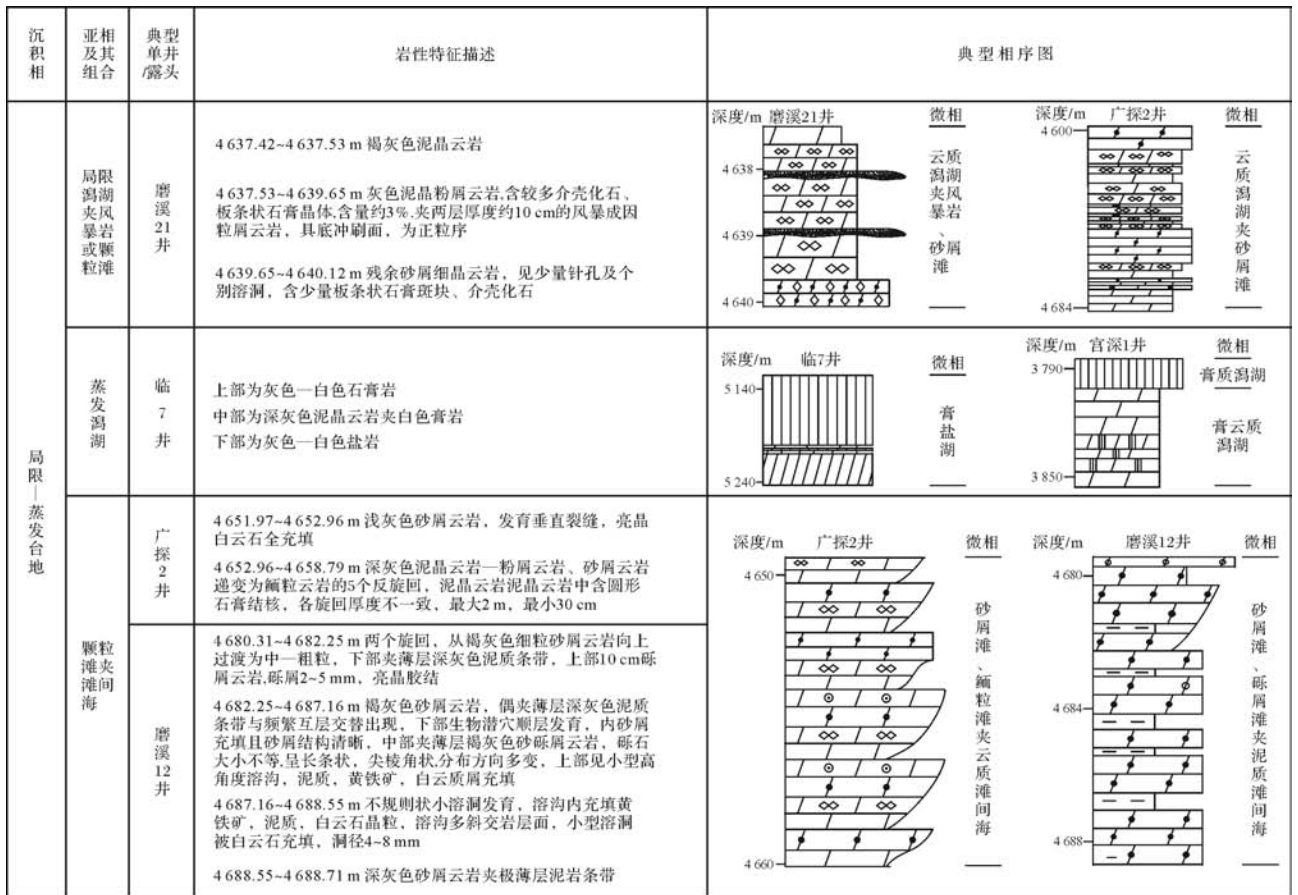 沉积相
亚相及其组合
典型单井/露头
岩性特征描述
典型相序图
局限—蒸发台地
局限潟湖夹风暴岩或颗粒滩
磨溪21井
4 637.42~4 637.53 m 褐灰色泥晶云岩
4 637.53~4 639.65 m 灰色泥晶粉屑云岩,含较多介壳化石、
板条状石膏晶体,含量约3%,夹两层厚度约10 cm的风暴成因
粒屑云岩，具底冲刷面，为正粒序
4 639.65~4 640.12 m 残余砂屑细晶云岩，见少量针孔及个
别溶洞，含少量板条状石膏斑块、介壳化石
深度/m 磨溪21井 微相
4 638
4 639
4 640
云质潟湖夹风暴岩、砂屑滩
深度/m 广探2井 微相
4 600
4 684
云质潟湖夹砂屑滩
蒸发潟湖
临7井
上部为灰色—白色石膏岩
中部为深灰色泥晶云岩夹白色膏岩
下部为灰色—白色盐岩
深度/m 临7井 微相
5 140
5 240
膏盐湖
深度/m 宫深1井 微相
3 790
膏质潟湖
膏云质潟湖
3 850
颗粒滩夹滩间海
广探2井
4 651.97~4 652.96 m 浅灰色砂屑云岩，发育垂直裂缝，亮晶
白云石全充填
4 652.96~4 658.79 m 深灰色泥晶云岩—粉屑云岩、砂屑云岩
递变为鲕粒云岩的5个反旋回，泥晶云岩泥晶云岩中含圆形
石膏结核，各旋回厚度不一致，最大2 m，最小30 cm
磨溪12井
4 680.31~4 682.25 m 两个旋回，从褐灰色细粒砂屑云岩向上
过渡为中—粗粒，下部夹薄层深灰色泥质条带，上部10 cm砾
屑云岩,砾屑2~5 mm，亮晶胶结
4 682.25~4 687.16 m 褐灰色砂屑云岩，偶夹薄层深灰色泥质
条带与频繁互层交替出现，下部生物潜穴顺层发育，内砂屑
充填且砂屑结构清晰，中部夹薄层褐灰色砂砾屑云岩，砾石
大小不等,呈长条状，尖棱角状,分布方向多变，上部见小型高
角度溶沟，泥质，黄铁矿，白云质屑充填
4 687.16~4 688.55 m 不规则状小溶洞发育，溶沟内充填黄
铁矿，泥质，白云石晶粒，溶沟多斜交岩层面，小型溶洞
被白云石充填，洞径4~8 mm
4 688.55~4 688.71 m 深灰色砂屑云岩夹极薄层泥岩条带
深度/m 广探2井 微相
4 650
4 660
砂屑滩、鲕粒滩夹云质滩间海
深度/m 磨溪12井 微相
4 680
4 684
4 688
砂屑滩、砾屑滩夹泥质滩间海